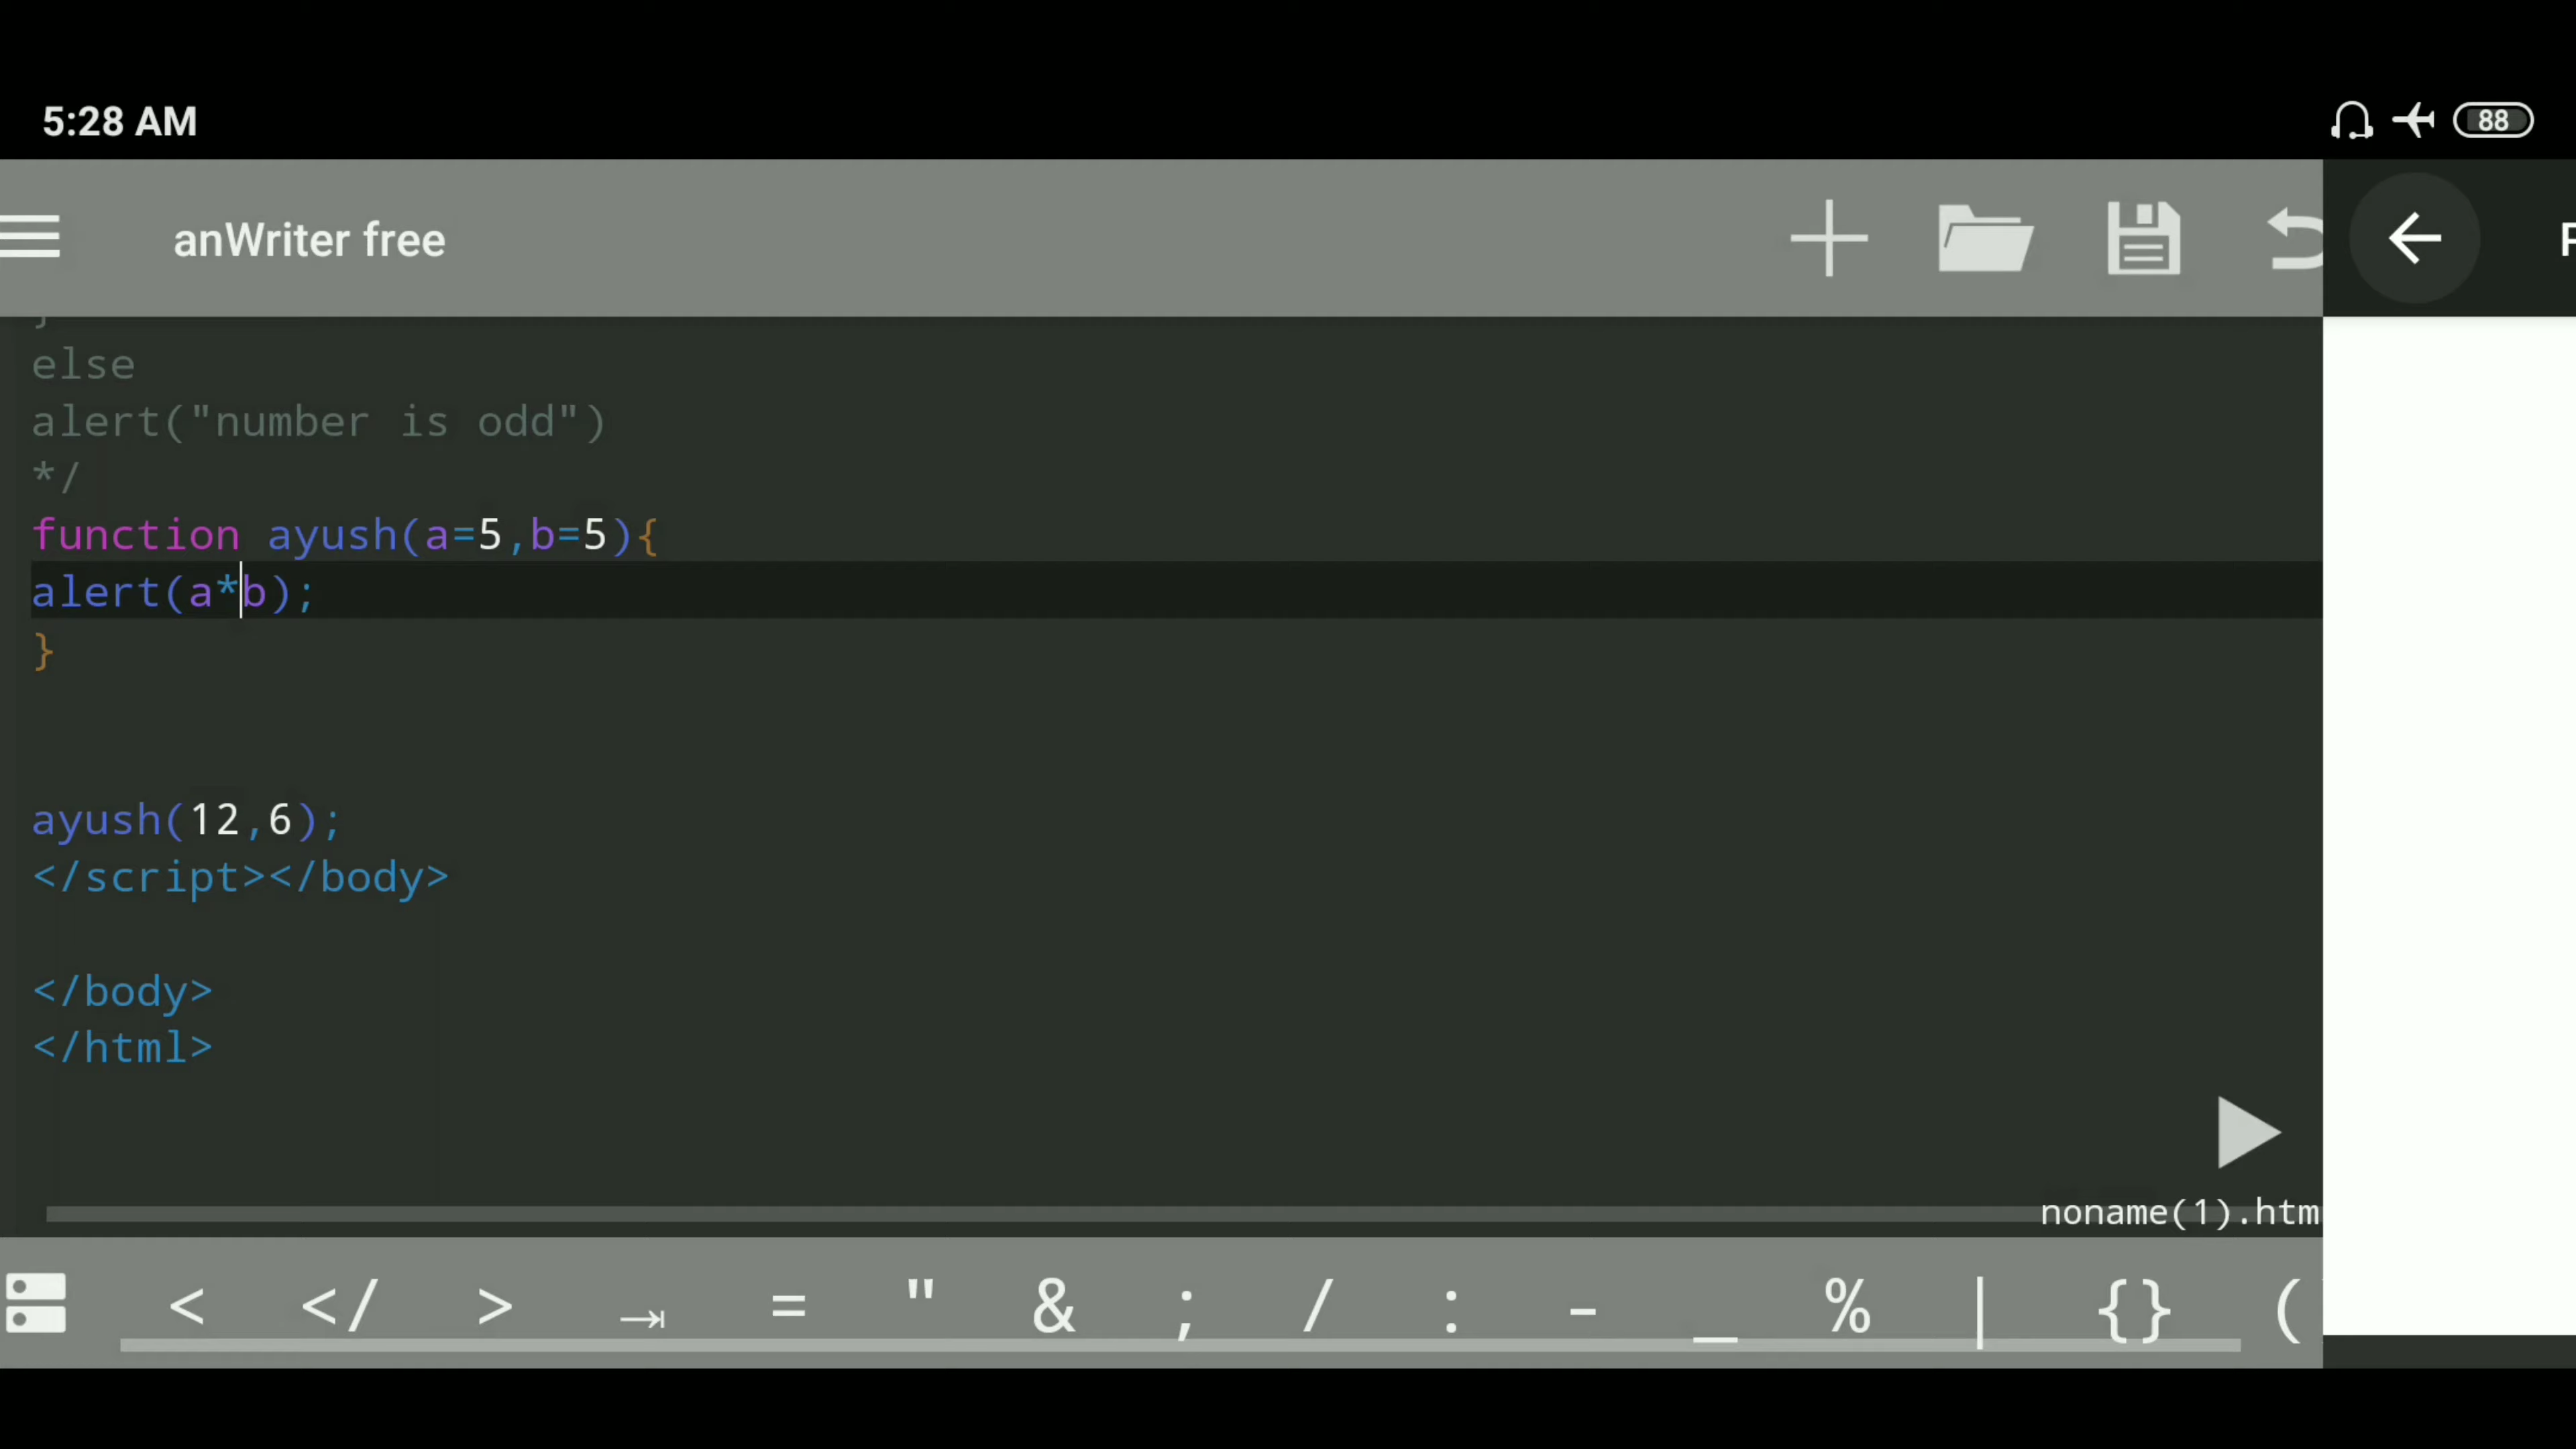 5:28 AM
88
anWriter free
}
else
alert("number is odd")
*/
function ayush(a=5,b=5){
alert(a*b);
}
ayush(12,6);
</script></body>
</body>
</html>
noname(1).htm
< </ > ⇥ = " & ; / : - _ % | {} (